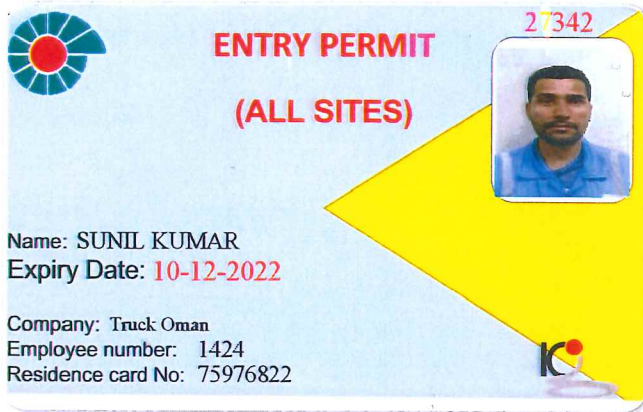 27342
ENTRY PERMIT
(ALL SITES)
Name: SUNIL KUMAR
Expiry Date: 10-12-2022
Company: Truck Oman
Employee number: 1424
Residence card No: 75976822